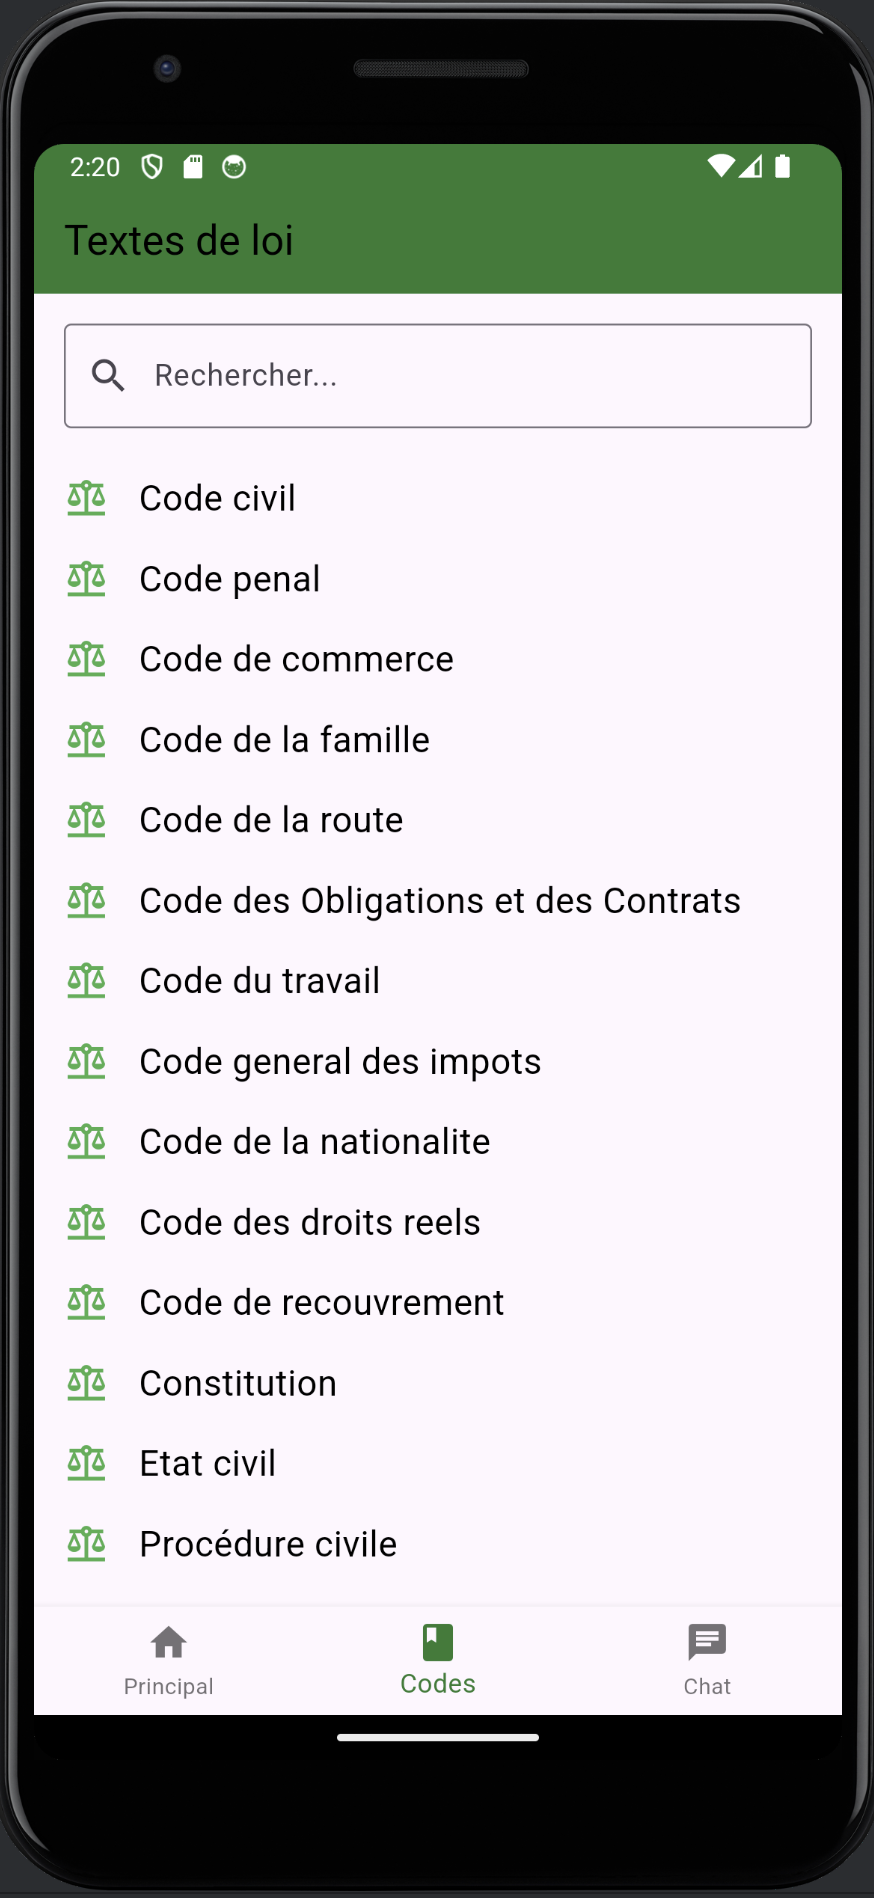 2:20
Textes de loi
Rechercher...
Code civil
Code penal
Code de commerce
Code de la famille
Code de la route
Code des Obligations et des Contrats
Code du travail
Code general des impots
Code de la nationalite
Code des droits reels
Code de recouvrement
Constitution
Etat civil
Procédure civile
Principal
Codes
Chat